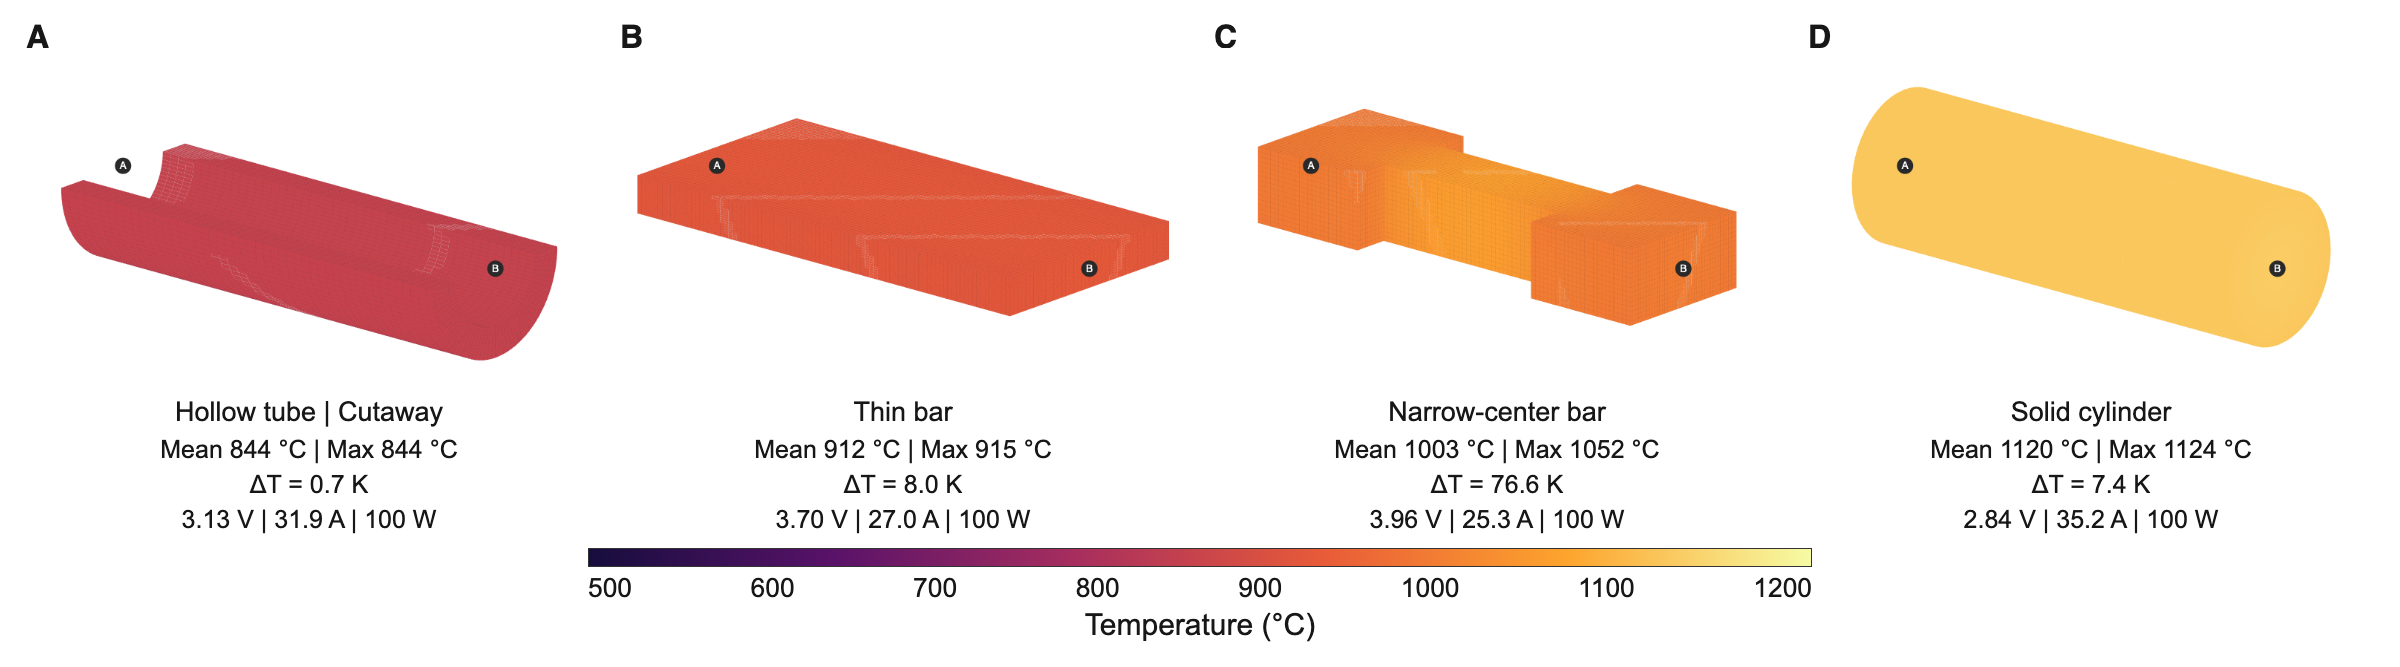 A
B
C
D
A
B
A
B
A
B
A
B
Hollow tube | Cutaway
Mean 844 °C | Max 844 °C
ΔT = 0.7 K
3.13 V | 31.9 A | 100 W
Thin bar
Mean 912 °C | Max 915 °C
ΔT = 8.0 K
3.70 V | 27.0 A | 100 W
Narrow-center bar
Mean 1003 °C | Max 1052 °C
ΔT = 76.6 K
3.96 V | 25.3 A | 100 W
Solid cylinder
Mean 1120 °C | Max 1124 °C
ΔT = 7.4 K
2.84 V | 35.2 A | 100 W
500 600 700 800 900 1000 1100 1200
Temperature (°C)